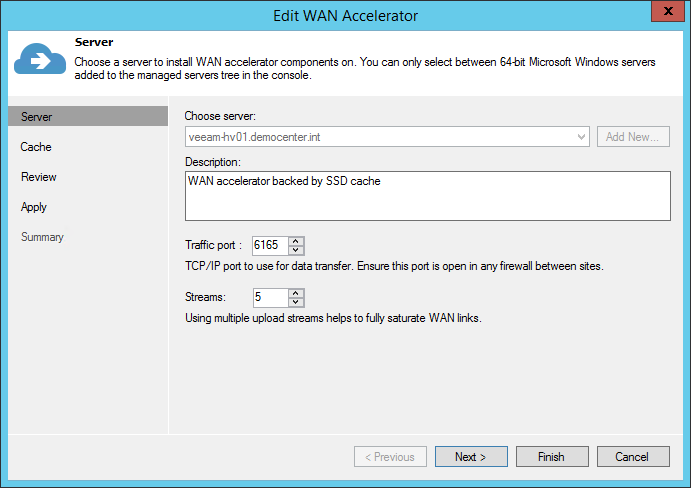 Edit WAN Accelerator
X
Server
Choose a server to install WAN accelerator components on. You can only select between 64-bit Microsoft Windows servers
added to the managed servers tree in the console.
Server
Cache
Review
Apply
Summary
Choose server:
veeam-hv01.democenter.int
Add New...
Description:
WAN accelerator backed by SSD cache
Traffic port : 6165
TCP/IP port to use for data transfer. Ensure this port is open in any firewall between sites.
Streams: 5
Using multiple upload streams helps to fully saturate WAN links.
< Previous
Next >
Finish
Cancel